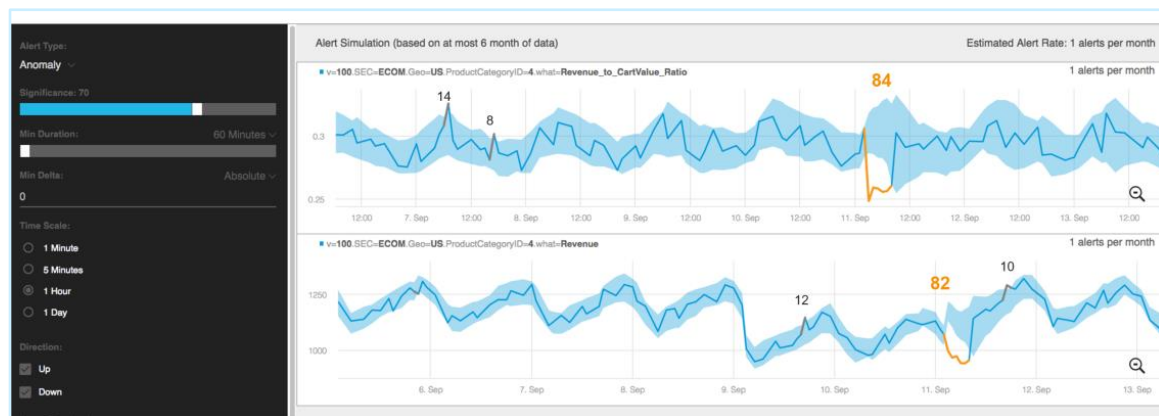 Alert Type:
Anomaly
Significance: 70
Min Duration: 60 Minutes
Min Delta: Absolute
0
Time Scale:
1 Minute
5 Minutes
1 Hour
1 Day
Direction:
Up
Down
Alert Simulation (based on at most 6 month of data) Estimated Alert Rate: 1 alerts per month
v=100.SEC=ECOM.Geo=US.ProductCategoryID=4.what=Revenue_to_CartValue_Ratio 1 alerts per month
84
14
8
0.3
0.25
12:00 7. Sep 12:00 8. Sep 12:00 9. Sep 12:00 10. Sep 12:00 11. Sep 12:00 12. Sep 12:00 13. Sep 12:00
v=100.SEC=ECOM.Geo=US.ProductCategoryID=4.what=Revenue 1 alerts per month
10
82
12
1250
1000
6. Sep 7. Sep 8. Sep 9. Sep 10. Sep 11. Sep 12. Sep 13. Sep